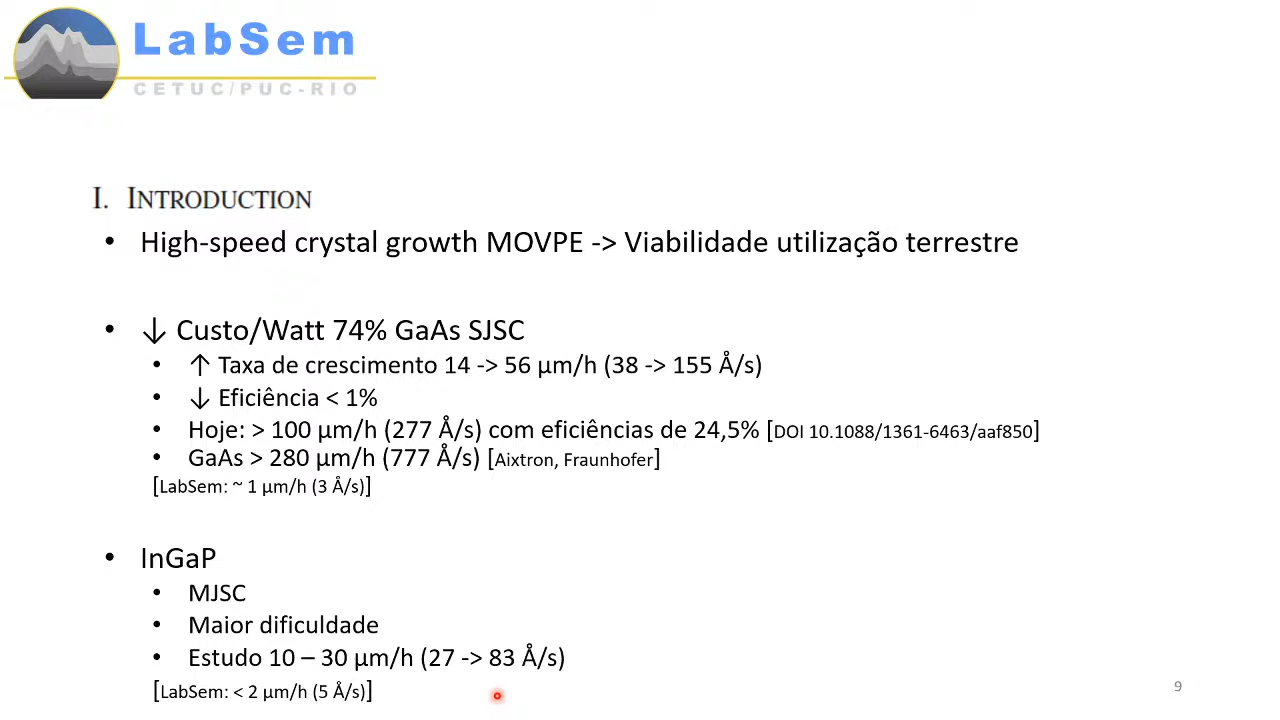 LabSem
CETUC/PUC-RIO
I. INTRODUCTION
• High-speed crystal growth MOVPE -> Viabilidade utilização terrestre
• ↓ Custo/Watt 74% GaAs SJSC
• ↑ Taxa de crescimento 14 -> 56 µm/h (38 -> 155 Å/s)
• ↓ Eficiência < 1%
• Hoje: > 100 µm/h (277 Å/s) com eficiências de 24,5% [DOI 10.1088/1361-6463/aaf850]
• GaAs > 280 µm/h (777 Å/s) [Aixtron, Fraunhofer]
[LabSem: ~ 1 µm/h (3 Å/s)]
• InGaP
• MJSC
• Maior dificuldade
• Estudo 10 – 30 µm/h (27 -> 83 Å/s)
[LabSem: < 2 µm/h (5 Å/s)]
9